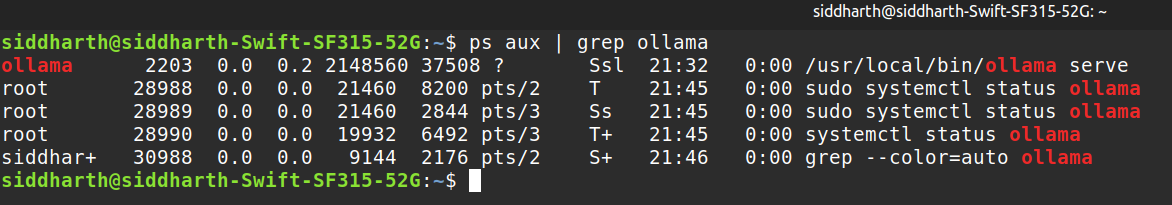 siddharth@siddharth-Swift-SF315-52G: ~
siddharth@siddharth-Swift-SF315-52G:~$ ps aux | grep ollama
ollama 2203 0.0 0.2 2148560 37508 ? Ssl 21:32 0:00 /usr/local/bin/ollama serve
root 28988 0.0 0.0 21460 8200 pts/2 T 21:45 0:00 sudo systemctl status ollama
root 28989 0.0 0.0 21460 2844 pts/3 Ss 21:45 0:00 sudo systemctl status ollama
root 28990 0.0 0.0 19932 6492 pts/3 T+ 21:45 0:00 systemctl status ollama
siddhar+ 30988 0.0 0.0 9144 2176 pts/2 S+ 21:46 0:00 grep --color=auto ollama
siddharth@siddharth-Swift-SF315-52G:~$